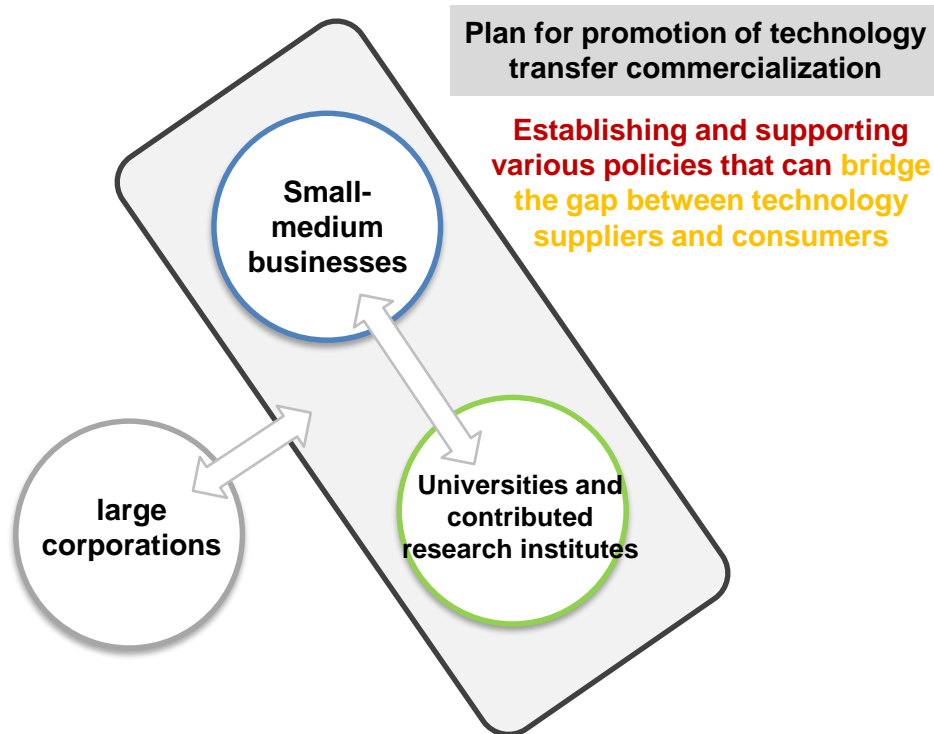 Plan for promotion of technology
transfer commercialization
Establishing and supporting
various policies that can bridge
the gap between technology
suppliers and consumers
Small-
medium
businesses
large
corporations
Universities and
contributed
research institutes